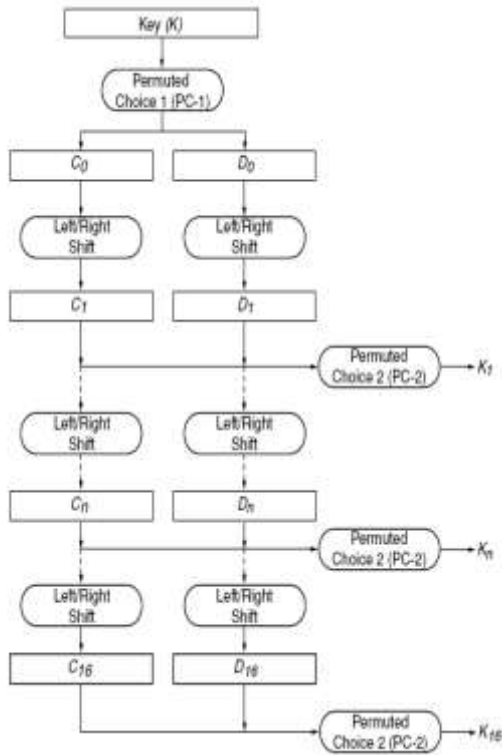 Key (K)
Permuted
Choice 1 (PC-1)
C0
D0
Left/Right
Shift
Left/Right
Shift
C1
D1
Permuted
Choice 2 (PC-2)
K1
Left/Right
Shift
Left/Right
Shift
Cn
Dn
Permuted
Choice 2 (PC-2)
Kn
Left/Right
Shift
Left/Right
Shift
C16
D16
Permuted
Choice 2 (PC-2)
K16